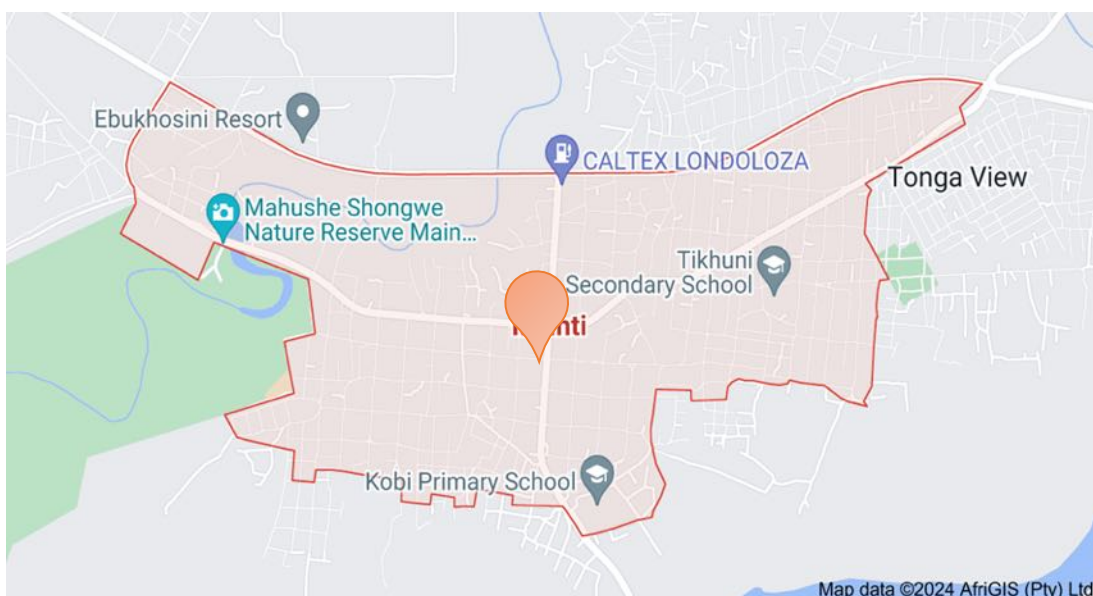 Ebukhosini Resort
CALTEX LONDOLOZA
Tonga View
Mahushe Shongwe
Nature Reserve Main...
Tikhuni
Secondary School
Kobi Primary School
Map data ©2024 AfriGIS (Pty) Ltd